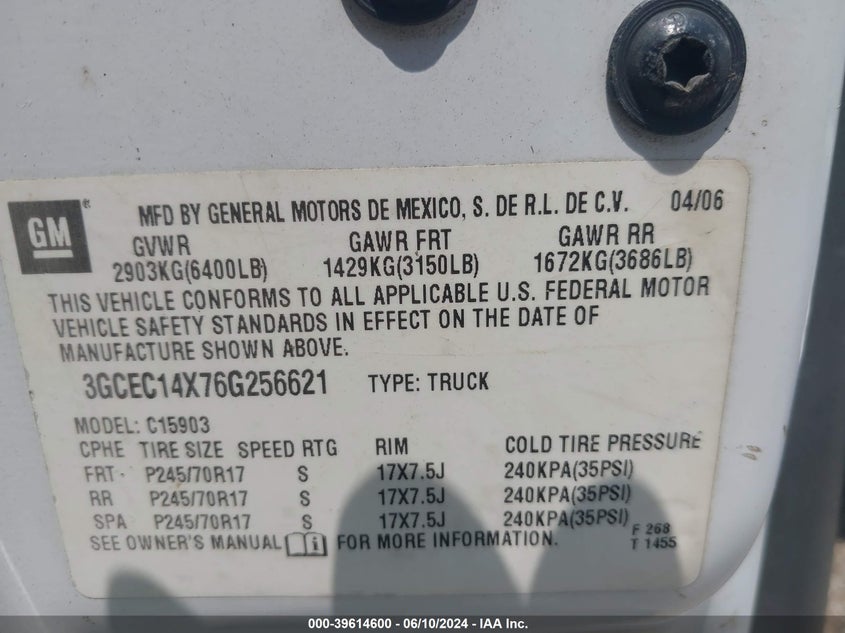 GM® MFD BY GENERAL MOTORS DE MEXICO, S. DE R.L. DE C.V. 04/06
GVWR GAWR FRT GAWR RR
2903KG(6400LB) 1429KG(3150LB) 1672KG(3686LB)
THIS VEHICLE CONFORMS TO ALL APPLICABLE U.S. FEDERAL MOTOR
VEHICLE SAFETY STANDARDS IN EFFECT ON THE DATE OF
MANUFACTURE SHOWN ABOVE.
3GCEC14X76G256621 TYPE: TRUCK
MODEL: C15903
CPHE TIRE SIZE SPEED RTG RIM COLD TIRE PRESSURE
FRT P245/70R17 S 17X7.5J 240KPA(35PSI)
RR P245/70R17 S 17X7.5J 240KPA(35PSI)
SPA P245/70R17 S 17X7.5J 240KPA(35PSI)
SEE OWNER'S MANUAL FOR MORE INFORMATION. F 268
T 1455
000-39614600 - 06/10/2024 - IAA Inc.